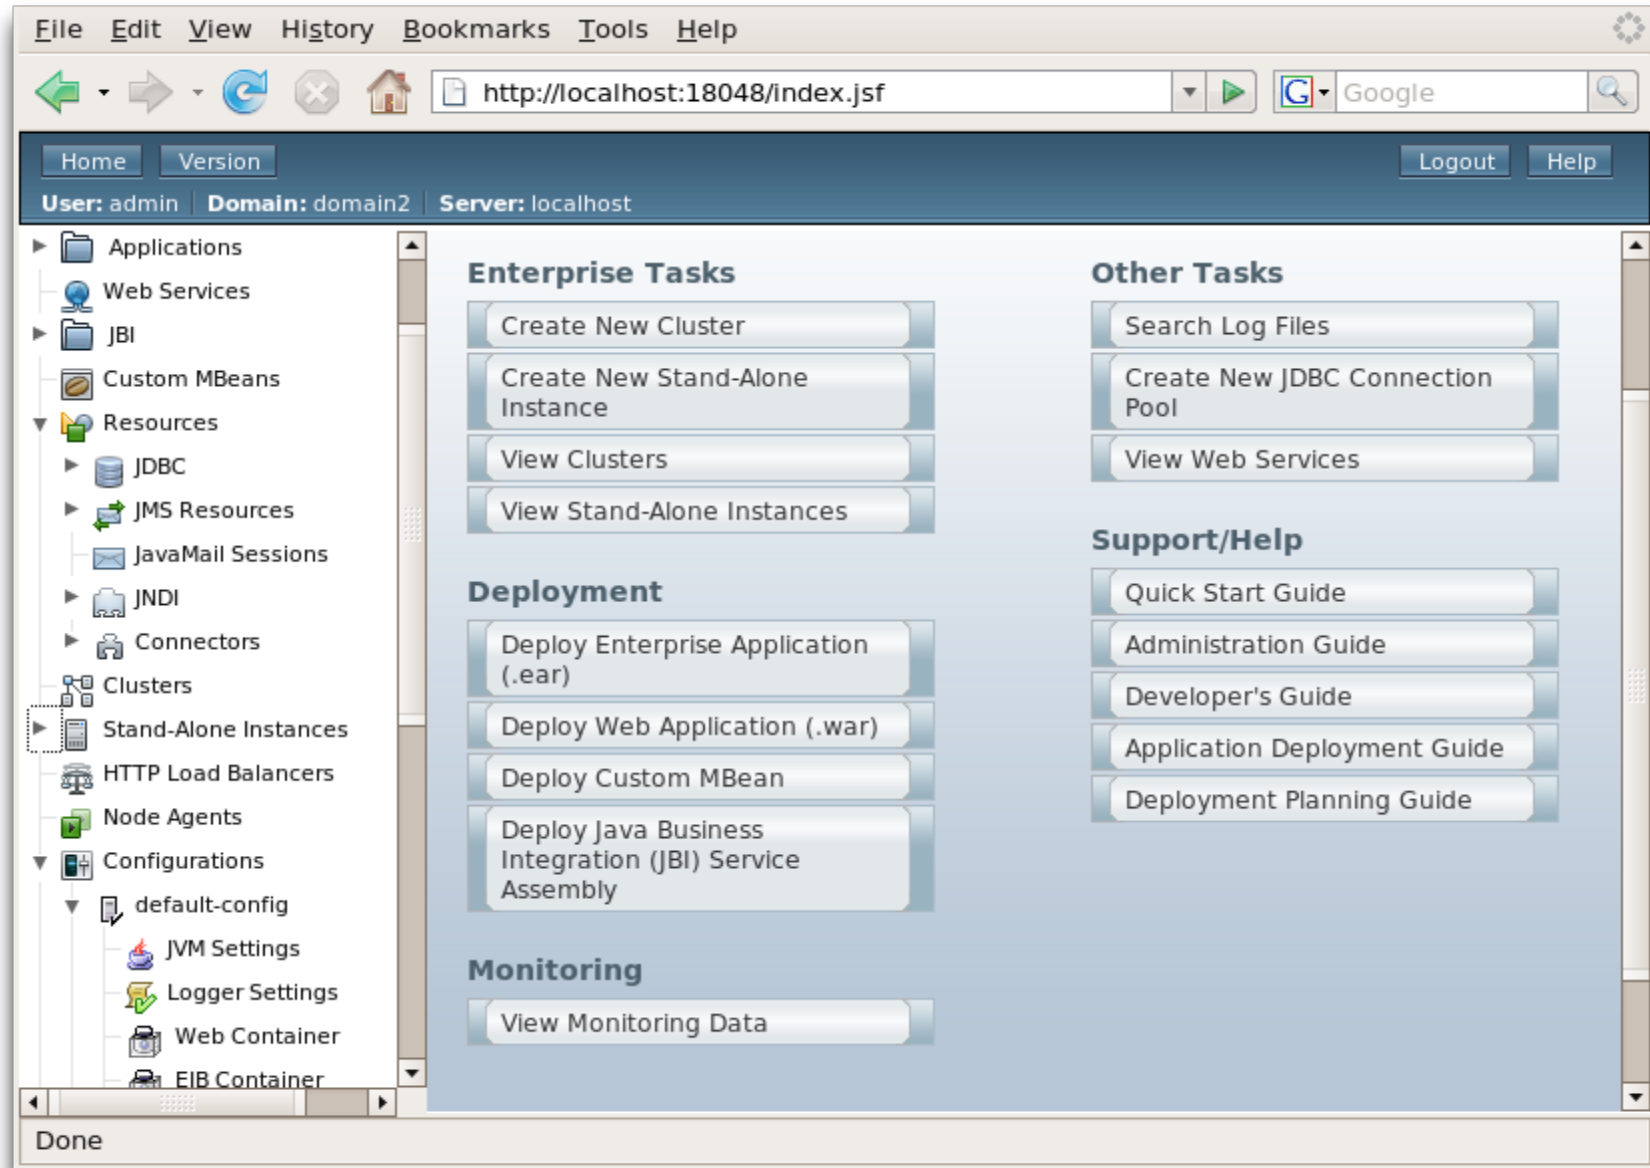 File Edit View History Bookmarks Tools Help
http://localhost:18048/index.jsf
G Google
Home Version Logout Help
User: admin Domain: domain2 Server: localhost
Applications
Web Services
JBI
Custom MBeans
Resources
JDBC
JMS Resources
JavaMail Sessions
JNDI
Connectors
Clusters
Stand-Alone Instances
HTTP Load Balancers
Node Agents
Configurations
default-config
JVM Settings
Logger Settings
Web Container
EJB Container
Enterprise Tasks
Create New Cluster
Create New Stand-Alone
Instance
View Clusters
View Stand-Alone Instances
Deployment
Deploy Enterprise Application
(.ear)
Deploy Web Application (.war)
Deploy Custom MBean
Deploy Java Business
Integration (JBI) Service
Assembly
Monitoring
View Monitoring Data
Other Tasks
Search Log Files
Create New JDBC Connection
Pool
View Web Services
Support/Help
Quick Start Guide
Administration Guide
Developer's Guide
Application Deployment Guide
Deployment Planning Guide
Done